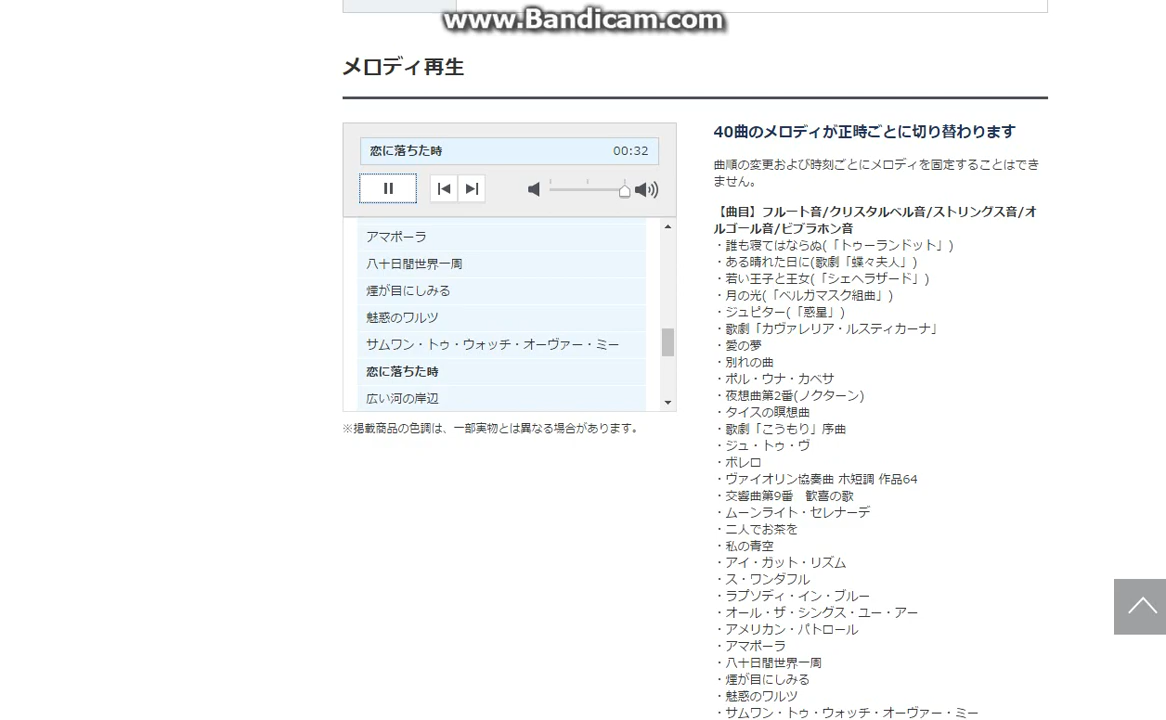 www.Bandicam.com
メロディ再生
恋に落ちた時 00:32
アマポーラ
八十日間世界一周
煙が目にしみる
魅惑のワルツ
サムワン・トゥ・ウォッチ・オーヴァー・ミー
恋に落ちた時
広い河の岸辺
※掲載商品の色調は、一部実物とは異なる場合があります。
40曲のメロディが正時ごとに切り替わります
曲順の変更および時刻ごとにメロディを固定することはでき
ません。
【曲目】フルート音/クリスタルベル音/ストリングス音/オ
ルゴール音/ビブラホン音
・誰も寝てはならぬ(「トゥーランドット」)
・ある晴れた日に(歌劇「蝶々夫人」)
・若い王子と王女(「シェヘラザード」)
・月の光(「ベルガマスク組曲」)
・ジュピター(「惑星」)
・歌劇「カヴァレリア・ルスティカーナ」
・愛の夢
・別れの曲
・ポル・ウナ・カベサ
・夜想曲第2番(ノクターン)
・タイスの瞑想曲
・歌劇「こうもり」序曲
・ジュ・トゥ・ヴ
・ボレロ
・ヴァイオリン協奏曲 ホ短調 作品64
・交響曲第9番　歓喜の歌
・ムーンライト・セレナーデ
・二人でお茶を
・私の青空
・アイ・ガット・リズム
・ス・ワンダフル
・ラプソディ・イン・ブルー
・オール・ザ・シングス・ユー・アー
・アメリカン・パトロール
・アマポーラ
・八十日間世界一周
・煙が目にしみる
・魅惑のワルツ
・サムワン・トゥ・ウォッチ・オーヴァー・ミー